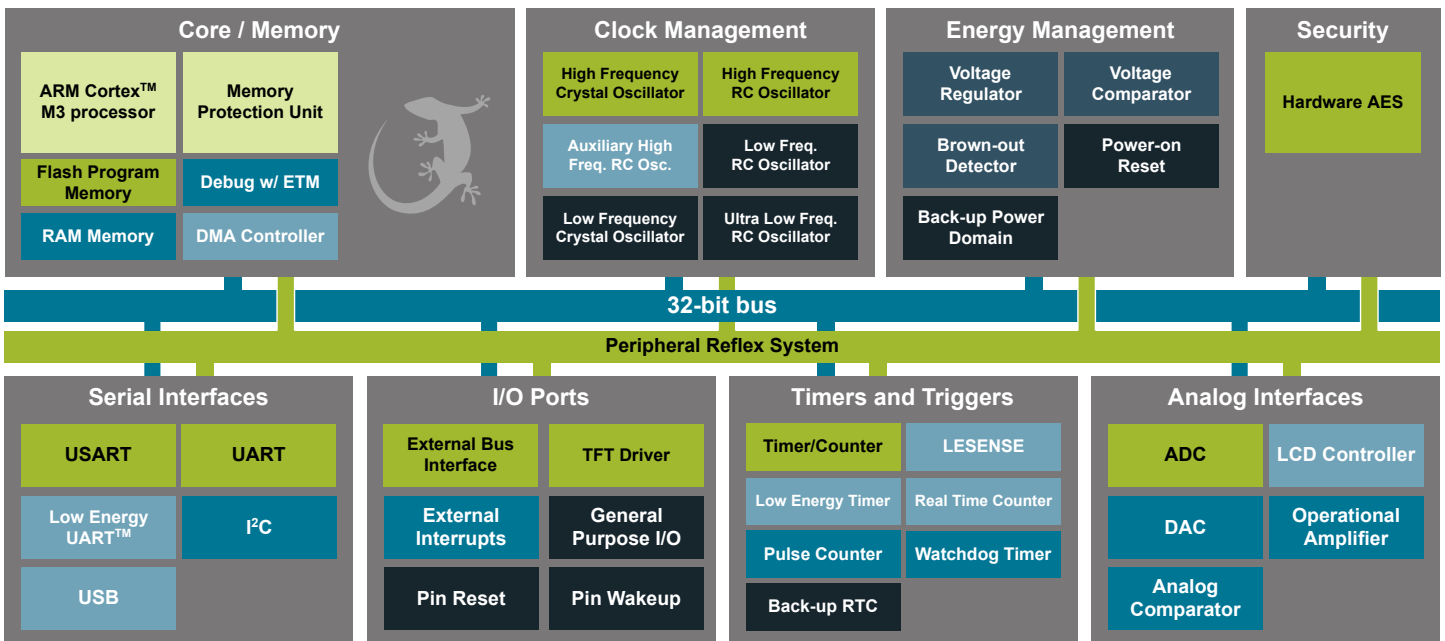 Core / Memory
ARM Cortex™
M3 processor
Memory
Protection Unit
Flash Program
Memory
Debug w/ ETM
RAM Memory
DMA Controller
Clock Management
High Frequency
Crystal Oscillator
High Frequency
RC Oscillator
Auxiliary High
Freq. RC Osc.
Low Freq.
RC Oscillator
Low Frequency
Crystal Oscillator
Ultra Low Freq.
RC Oscillator
Energy Management
Voltage
Regulator
Voltage
Comparator
Brown-out
Detector
Power-on
Reset
Back-up Power
Domain
Security
Hardware AES
32-bit bus
Peripheral Reflex System
Serial Interfaces
USART
UART
Low Energy
UART™
I²C
USB
I/O Ports
External Bus
Interface
TFT Driver
External
Interrupts
General
Purpose I/O
Pin Reset
Pin Wakeup
Timers and Triggers
Timer/Counter
LESENSE
Low Energy Timer
Real Time Counter
Pulse Counter
Watchdog Timer
Back-up RTC
Analog Interfaces
ADC
LCD Controller
DAC
Operational
Amplifier
Analog
Comparator